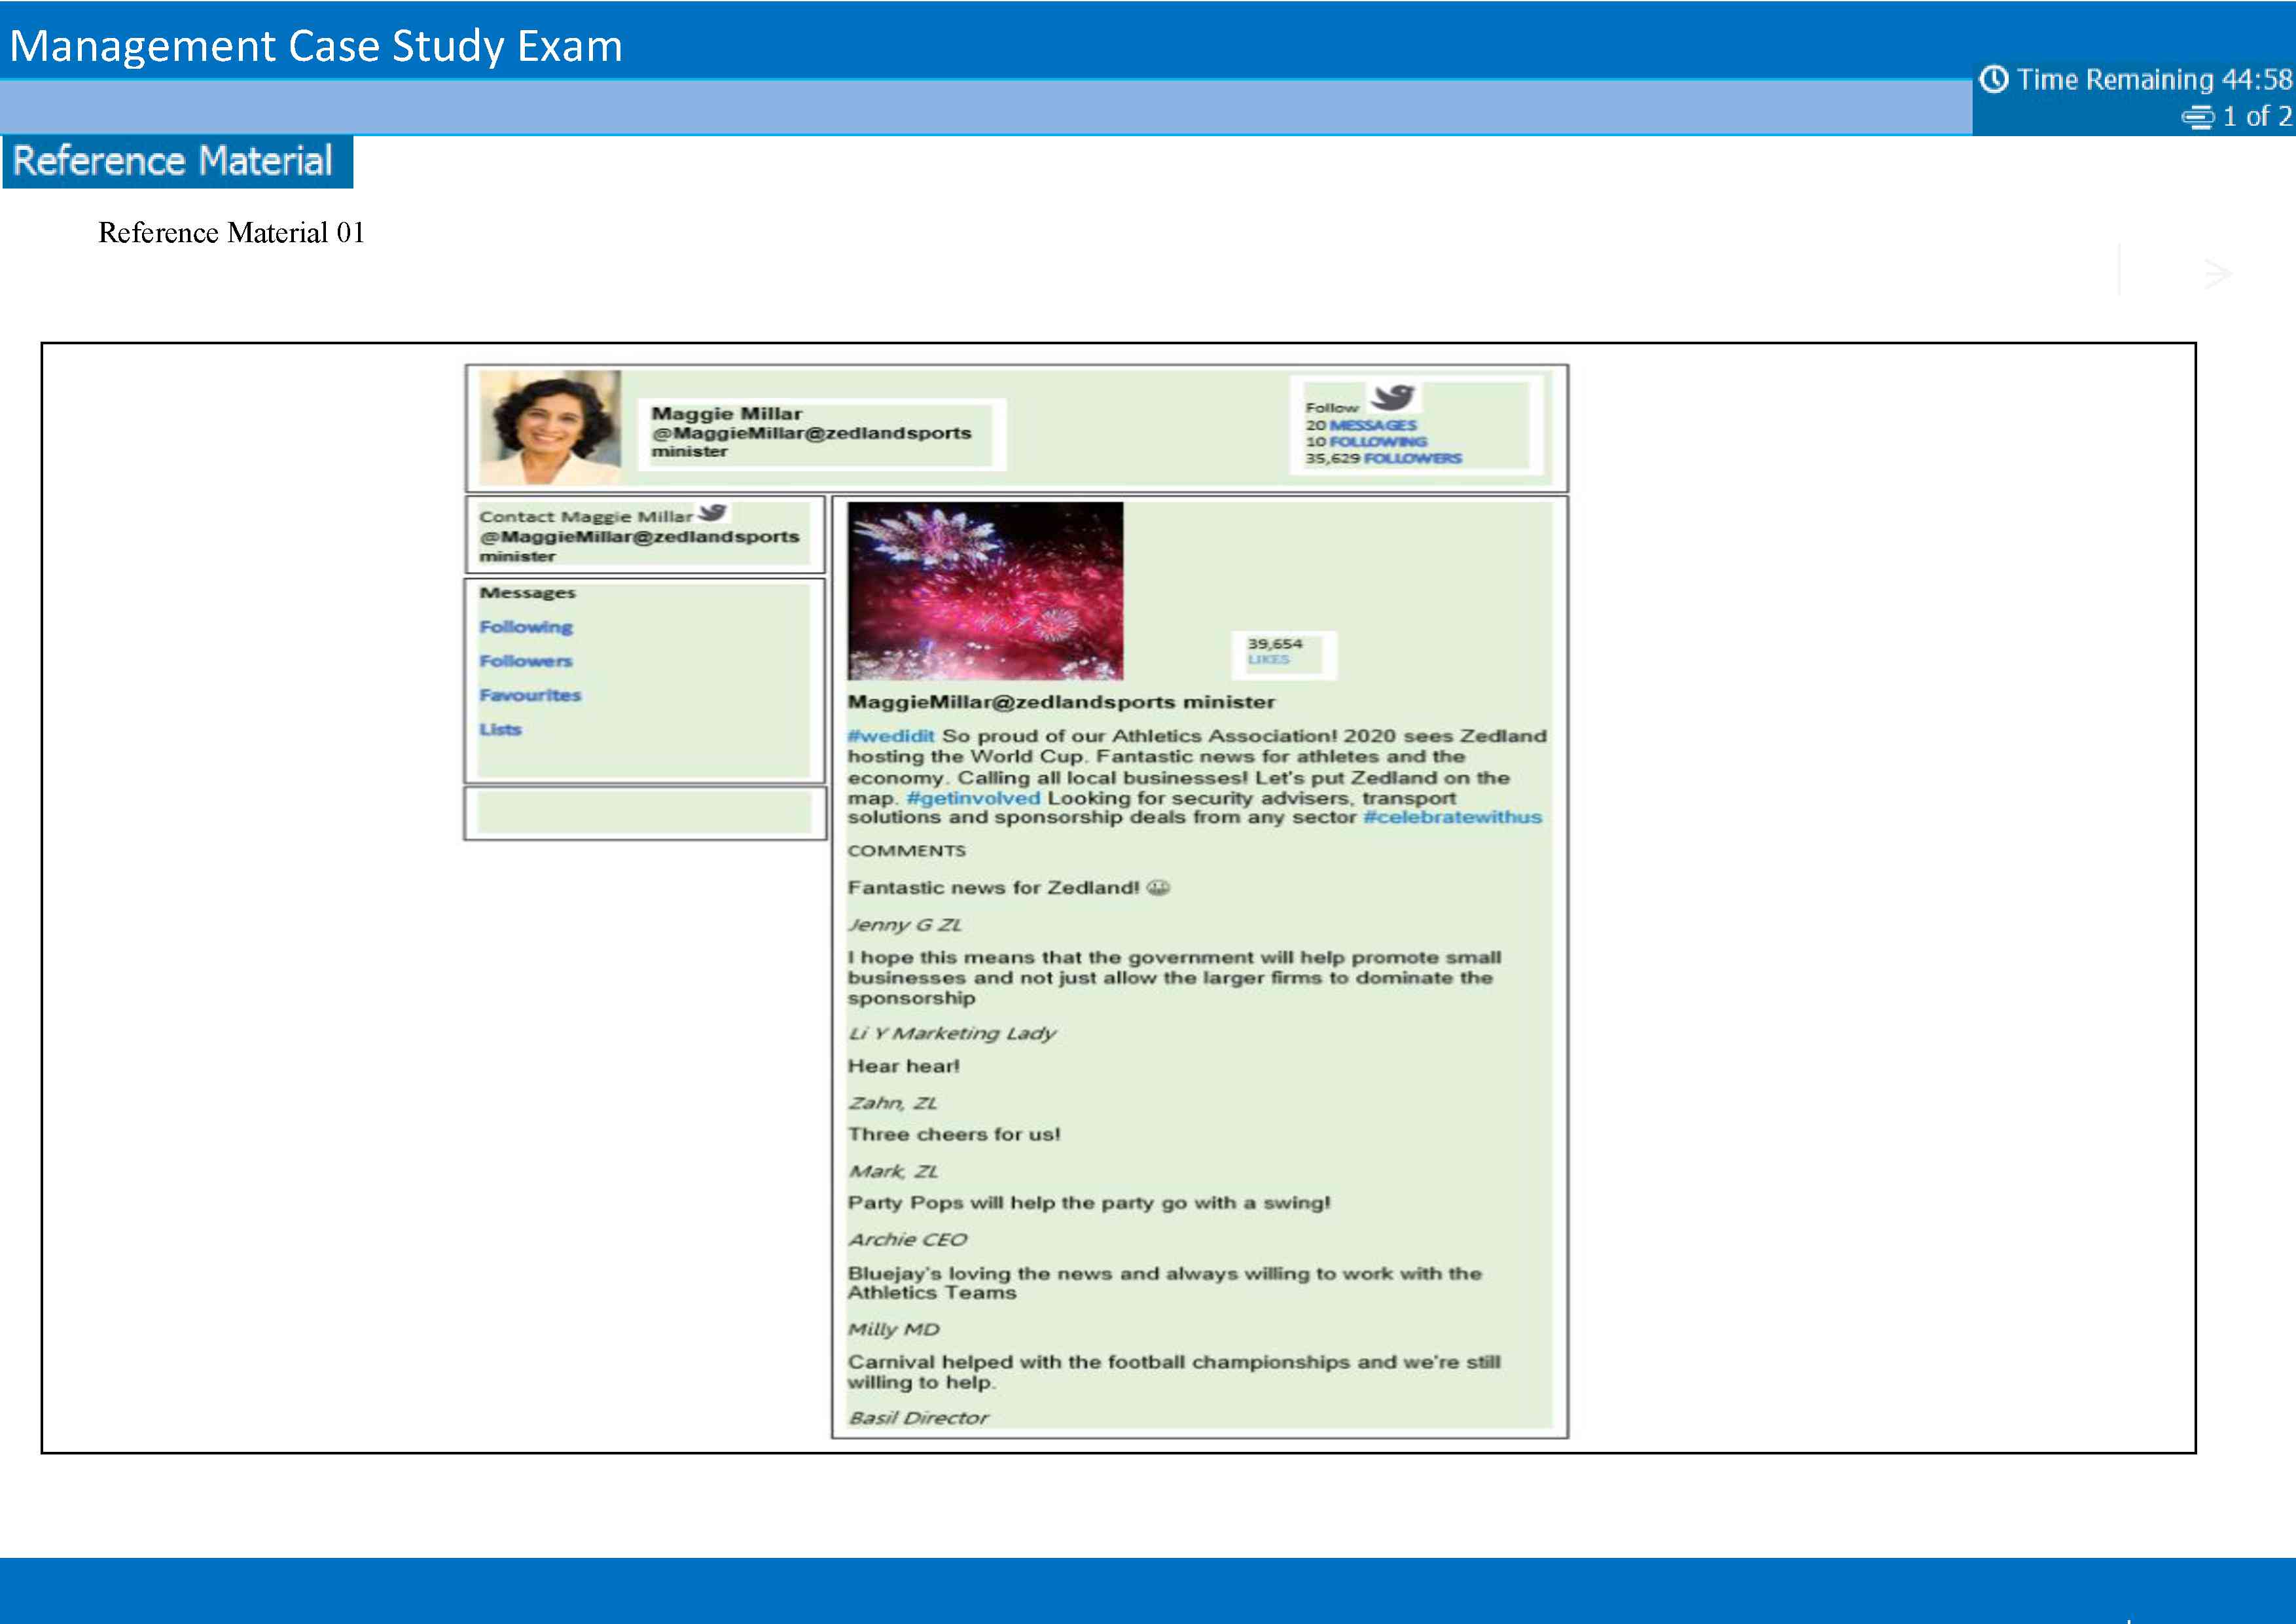 Management Case Study Exam
Time Remaining 44:58
1 of 2
Reference Material
Reference Material 01
Maggie Millar
@MaggieMillar@zedlandsports
minister
Follow
20 MESSAGES
10 FOLLOWING
35,629 FOLLOWERS
Contact Maggie Millar
@MaggieMillar@zedlandsports
minister
Messages
Following
Followers
Favourites
Lists
39,654
LIKES
MaggieMillar@zedlandsports minister
#wedidit So proud of our Athletics Association! 2020 sees Zedland
hosting the World Cup. Fantastic news for athletes and the
economy. Calling all local businesses! Let's put Zedland on the
map. #getinvolved Looking for security advisers, transport
solutions and sponsorship deals from any sector #celebratewithus
COMMENTS
Fantastic news for Zedland! 😀
Jenny G ZL
I hope this means that the government will help promote small
businesses and not just allow the larger firms to dominate the
sponsorship
Li Y Marketing Lady
Hear hear!
Zahn, ZL
Three cheers for us!
Mark, ZL
Party Pops will help the party go with a swing!
Archie CEO
Bluejay's loving the news and always willing to work with the
Athletics Teams
Milly MD
Carnival helped with the football championships and we're still
willing to help.
Basil Director